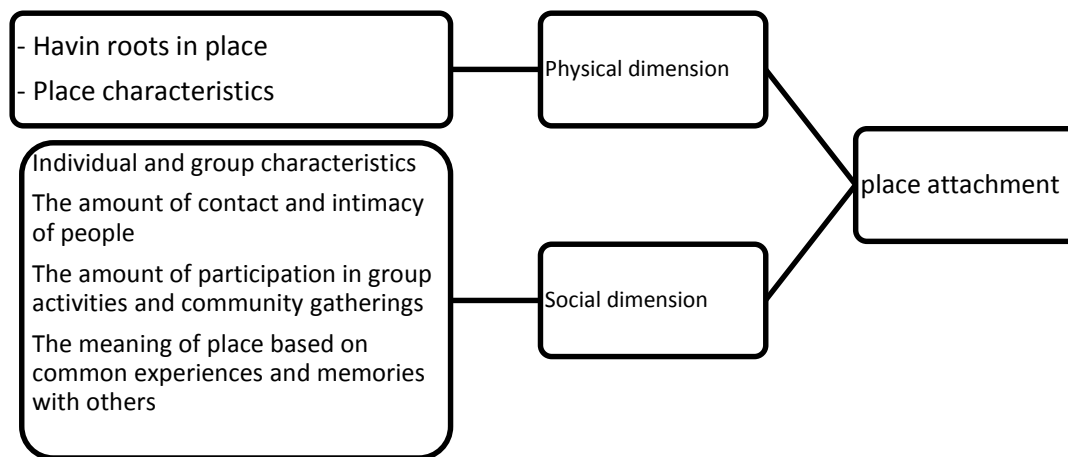 - Havin roots in place
- Place characteristics
Physical dimension
Individual and group characteristics
The amount of contact and intimacy
of people
The amount of participation in group
activities and community gatherings
The meaning of place based on
common experiences and memories
with others
Social dimension
place attachment